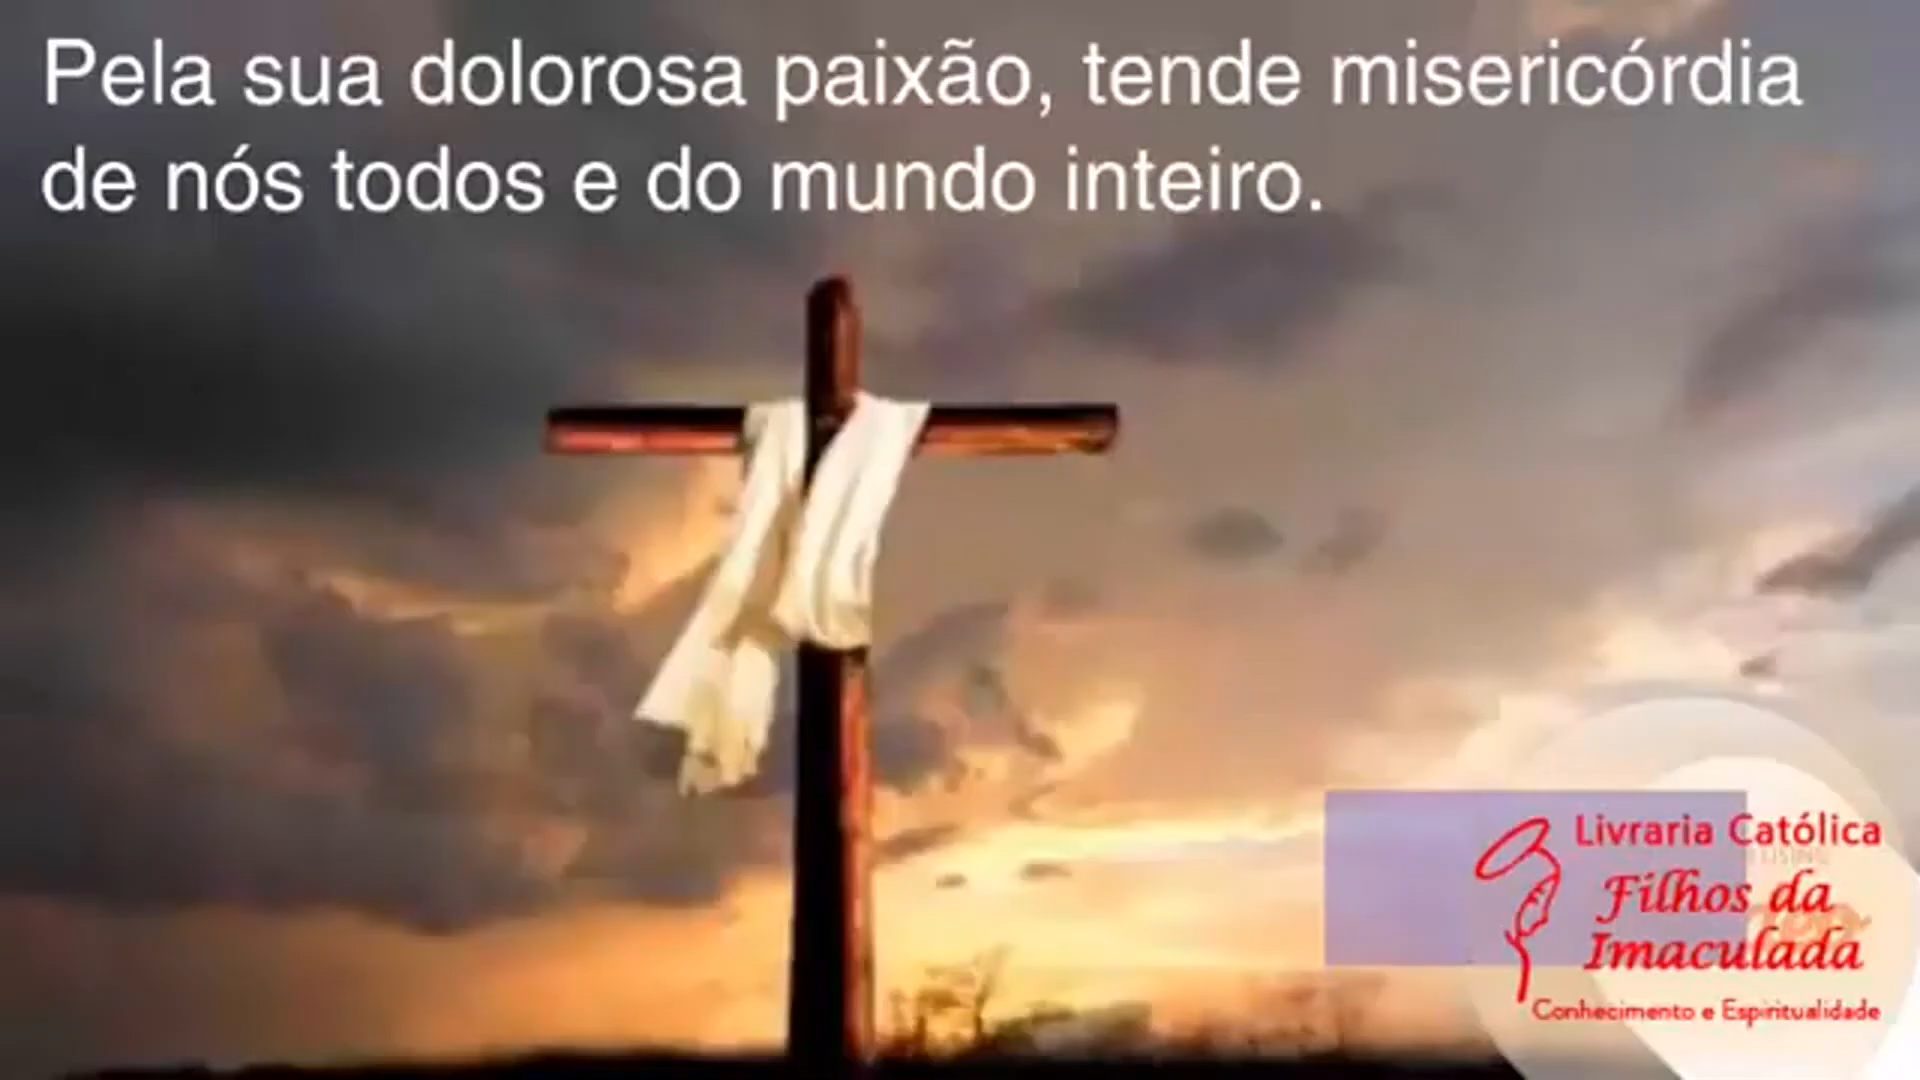 Pela sua dolorosa paixão, tende misericórdia
de nós todos e do mundo inteiro.
Livraria Católica
Filhos da
Imaculada
Conhecimento e Espiritualidade